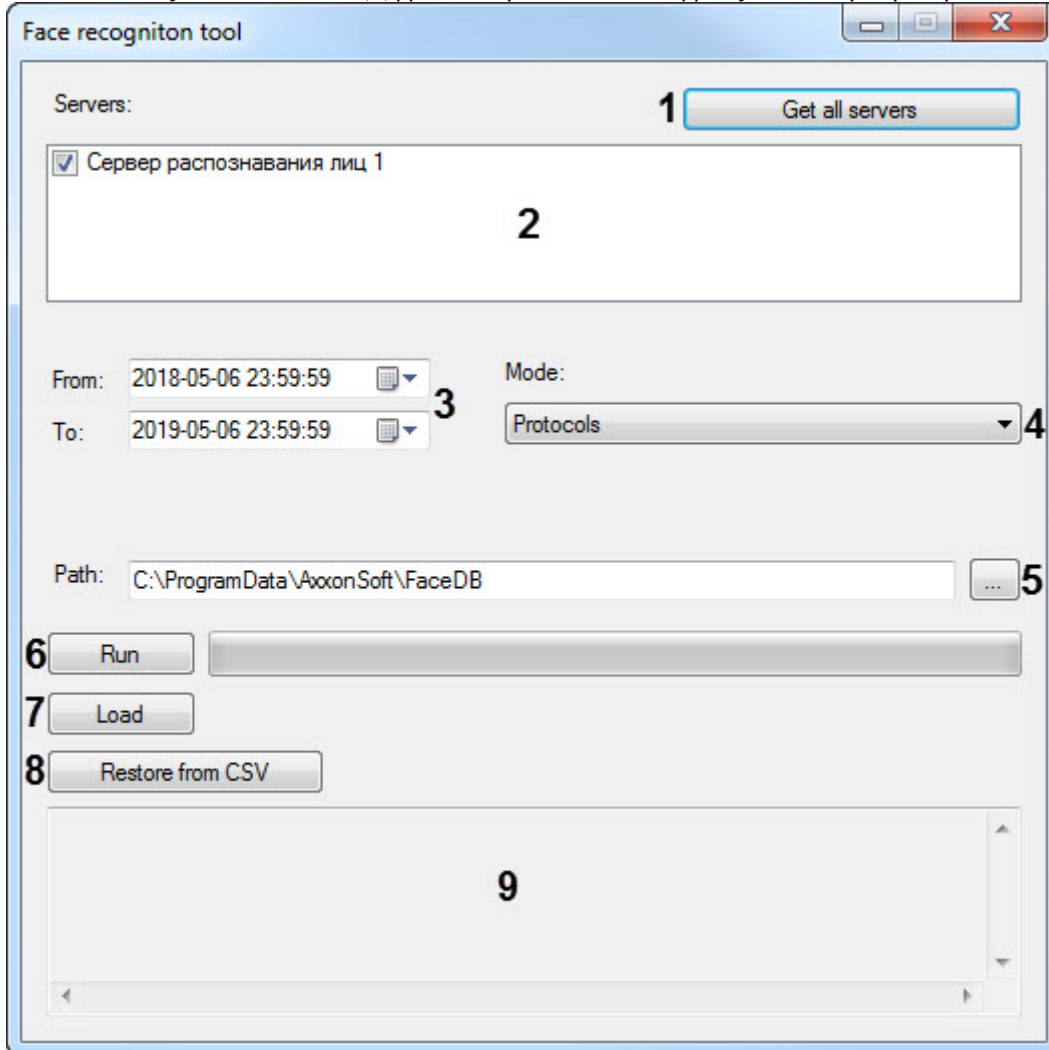 Face recogniton tool
Servers:
1 Get all servers
Сервер распознавания лиц 1
2
From: 2018-05-06 23:59:59
3
To: 2019-05-06 23:59:59
Mode:
Protocols 4
Path: C:\ProgramData\AxxonSoft\FaceDB ... 5
6 Run
7 Load
8 Restore from CSV
9